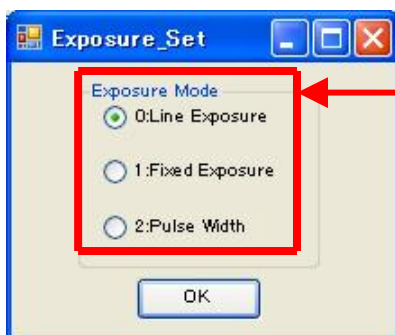 Exposure_Set
Exposure Mode
0:Line Exposure
1:Fixed Exposure
2:Pulse Width
OK